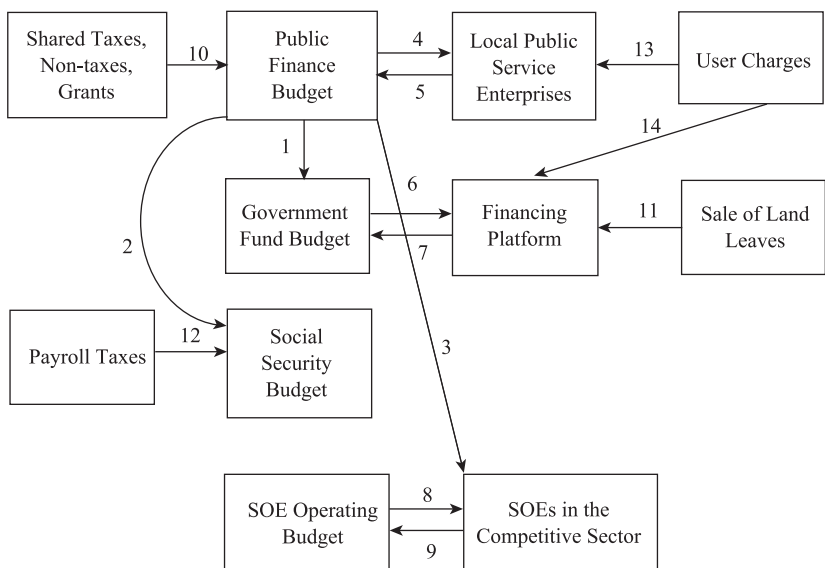 Shared Taxes,
Non-taxes,
Grants
10
Public
Finance
Budget
4
5
Local Public
Service
Enterprises
13
User Charges
14
1
2
Government
Fund Budget
6
7
Financing
Platform
11
Sale of Land
Leaves
Payroll Taxes
12
Social
Security
Budget
3
SOE Operating
Budget
8
9
SOEs in the
Competitive Sector